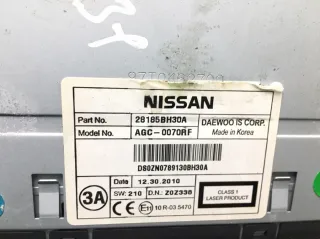 NISSAN
Part No. 28185BH30A DAEWOO IS CORP.
Model No. AGC-0070RF Made in Korea
D80ZN0789130BH30A
3A
DATE 12.30.2010
SW: 210 D.N.: Z0Z338
10 R-03.5470
CLASS 1
LASER PRODUCT